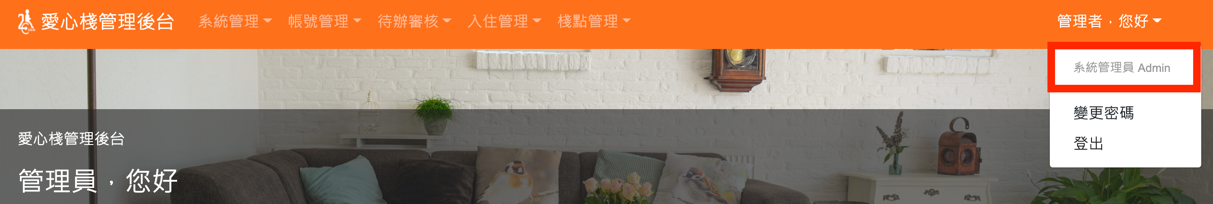 愛心棧管理後台 系統管理 帳號管理 待辦審核 入住管理 棧點管理 管理者，您好
系統管理員 Admin
變更密碼
登出
愛心棧管理後台
管理員，您好